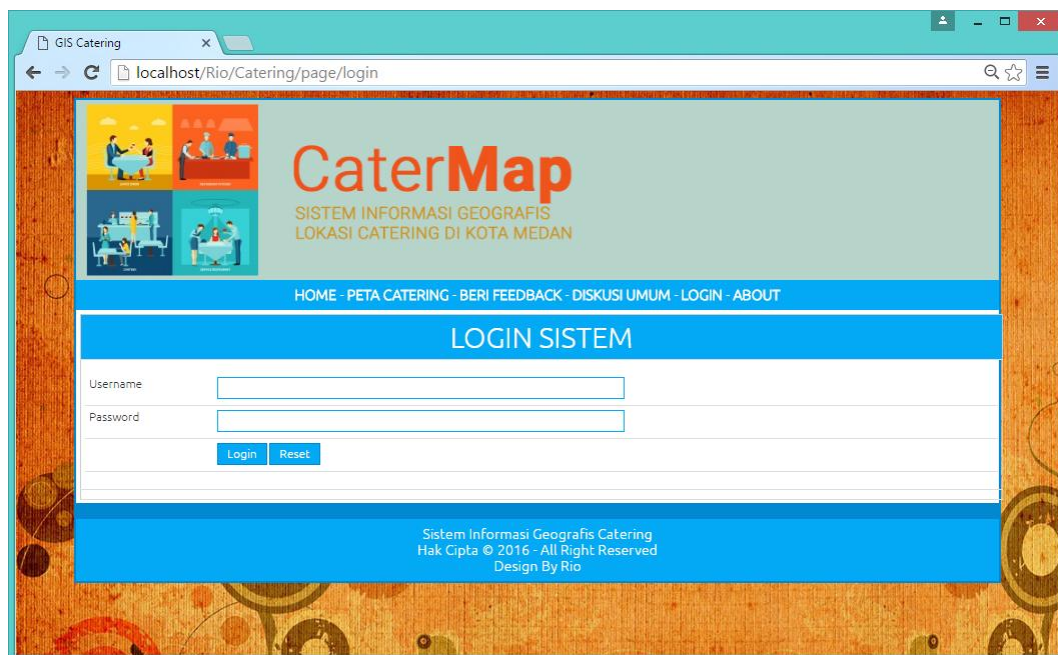 GIS Catering
localhost/Rio/Catering/page/login
CaterMap
SISTEM INFORMASI GEOGRAFIS
LOKASI CATERING DI KOTA MEDAN
HOME - PETA CATERING - BERI FEEDBACK - DISKUSI UMUM - LOGIN - ABOUT
LOGIN SISTEM
Username
Password
Login Reset
Sistem Informasi Geografis Catering
Hak Cipta © 2016 - All Right Reserved
Design By Rio